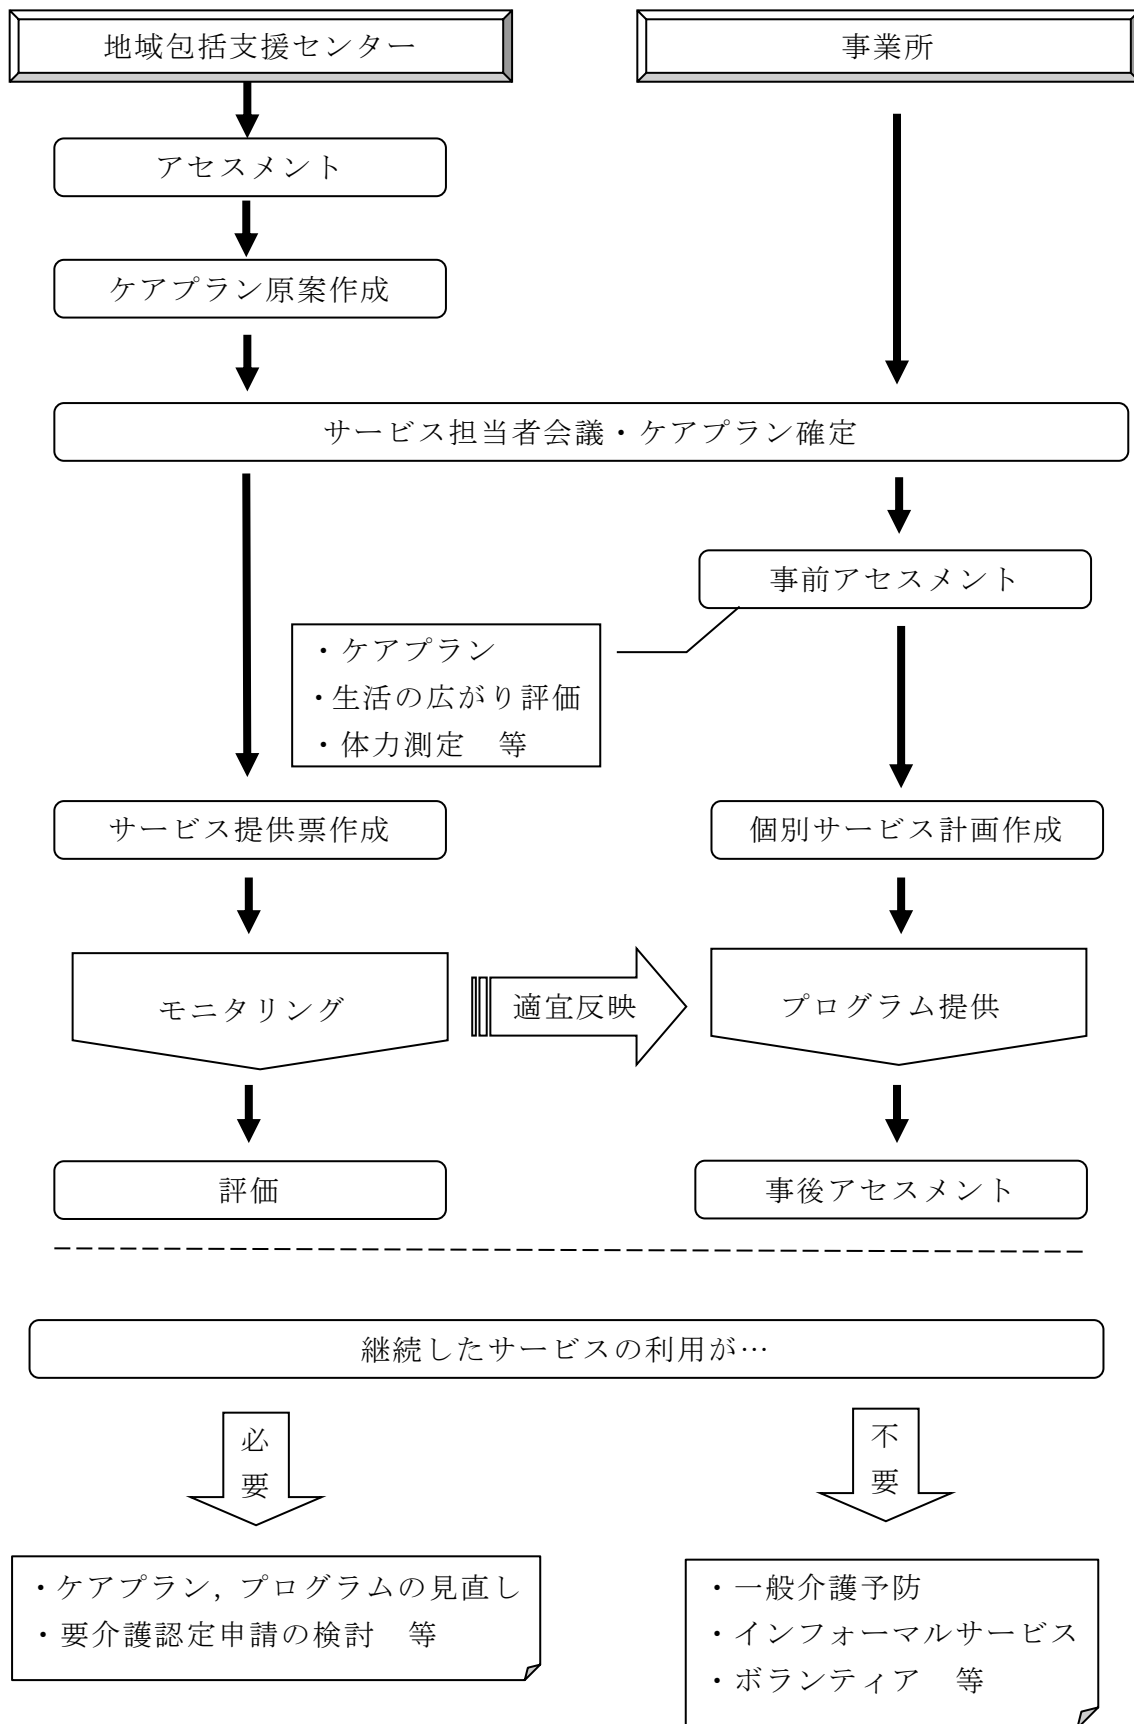 地域包括支援センター
事業所
アセスメント
ケアプラン原案作成
サービス担当者会議・ケアプラン確定
事前アセスメント
・ケアプラン
・生活の広がり評価
・体力測定　等
サービス提供票作成
個別サービス計画作成
モニタリング
適宜反映
プログラム提供
評価
事後アセスメント
継続したサービスの利用が…
必要
不要
・ケアプラン，プログラムの見直し
・要介護認定申請の検討　等
・一般介護予防
・インフォーマルサービス
・ボランティア　等